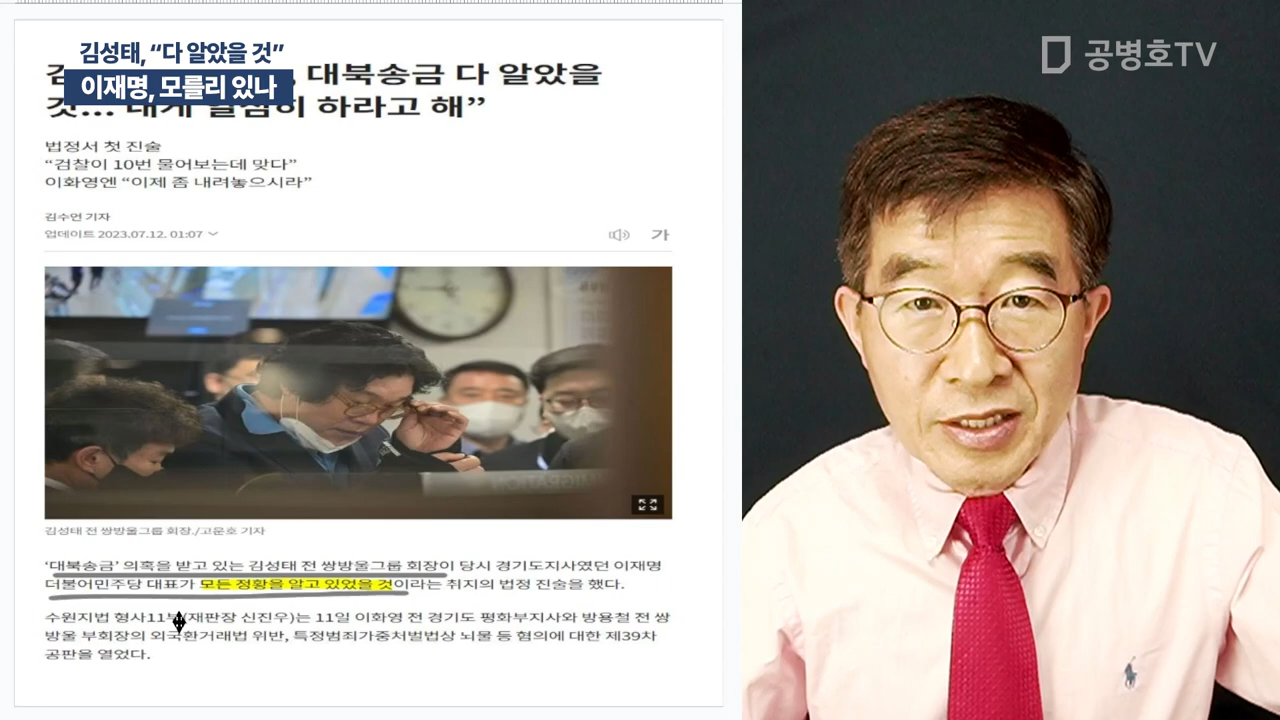 김성태, “다 알았을 것”
이재명, 모를리 있나
대북송금 다 알았을
것… 하라고 해”
법정서 첫 진술
“검찰이 10번 물어보는데 맞다”
이화영엔 “이제 좀 내려놓으시라”
김수언 기자
업데이트 2023.07.12. 01:07
가
김성태 전 쌍방울그룹 회장./고운호 기자
‘대북송금’ 의혹을 받고 있는 김성태 전 쌍방울그룹 회장이 당시 경기도지사였던 이재명
더불어민주당 대표가 모든 정황을 알고 있었을 것이라는 취지의 법정 진술을 했다.
수원지법 형사11부(재판장 신진우)는 11일 이화영 전 경기도 평화부지사와 방용철 전 쌍
방울 부회장의 외국환거래법 위반, 특정범죄가중처벌법상 뇌물 등 혐의에 대한 제39차
공판을 열었다.
공병호TV